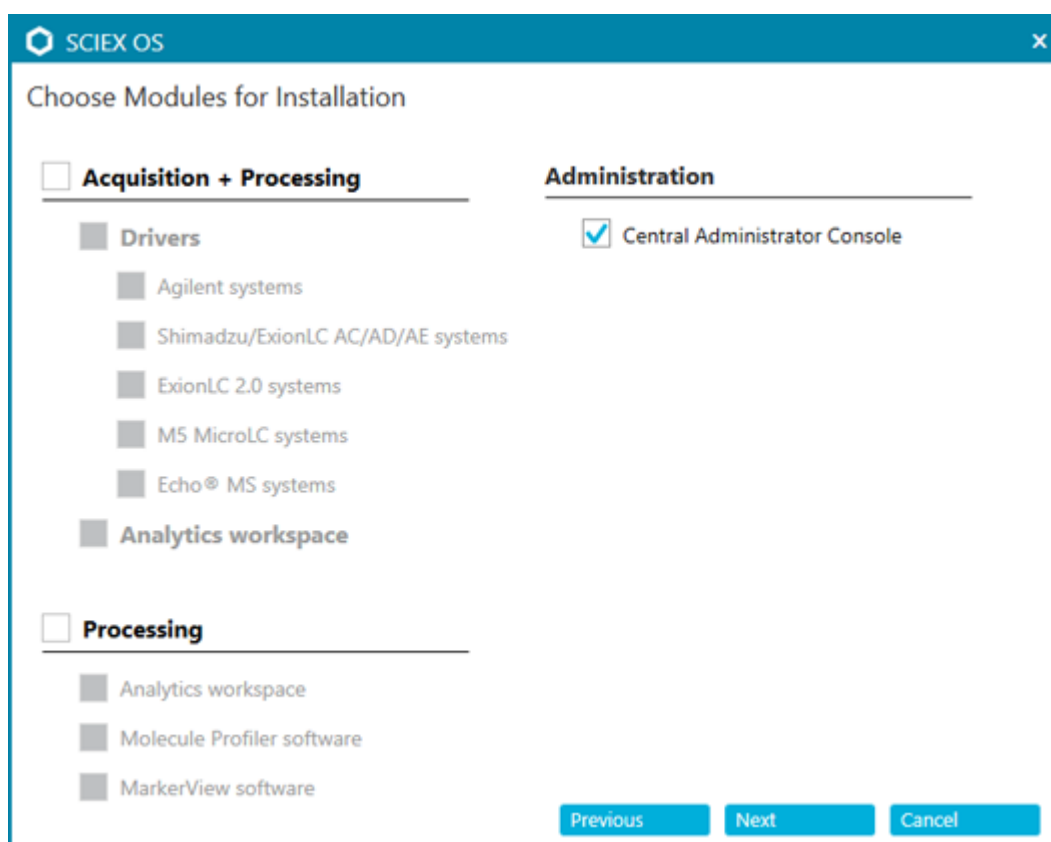 SCIEX OS
Choose Modules for Installation
Acquisition + Processing
Drivers
Agilent systems
Shimadzu/ExionLC AC/AD/AE systems
ExionLC 2.0 systems
M5 MicroLC systems
Echo® MS systems
Analytics workspace
Processing
Analytics workspace
Molecule Profiler software
MarkerView software
Administration
Central Administrator Console
Previous
Next
Cancel